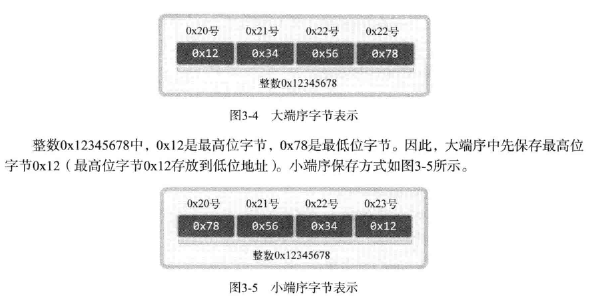 0x20号 0x21号 0x22号 0x22号
0x12 0x34 0x56 0x78
整数0x12345678
图3-4 大端序字节表示
整数0x12345678中，0x12是最高位字节，0x78是最低位字节。因此，大端序中先保存最高位
字节0x12（最高位字节0x12存放到低位地址）。小端序保存方式如图3-5所示。
0x20号 0x21号 0x22号 0x23号
0x78 0x56 0x34 0x12
整数0x12345678
图3-5 小端序字节表示